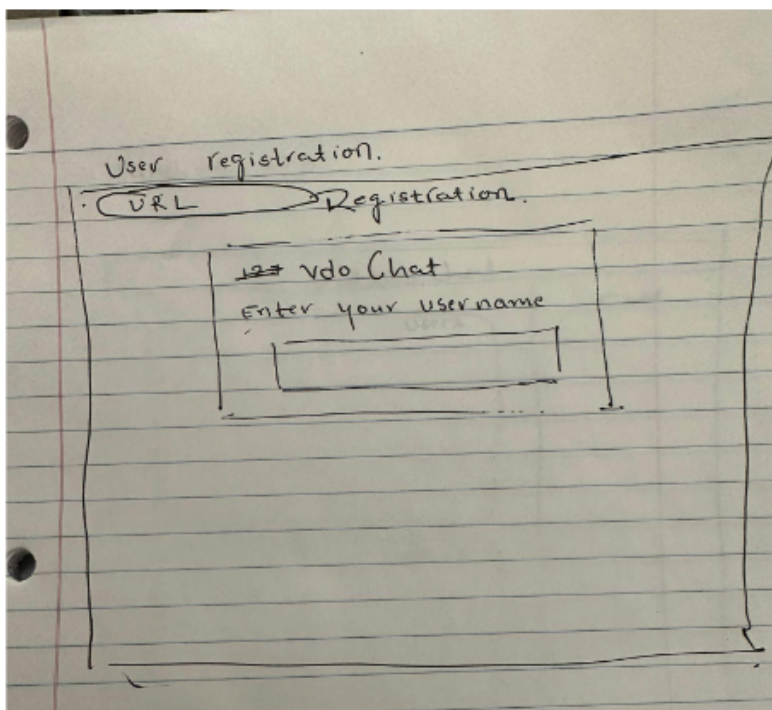 User registration.
URL Registration.
vdo Chat
Enter your username